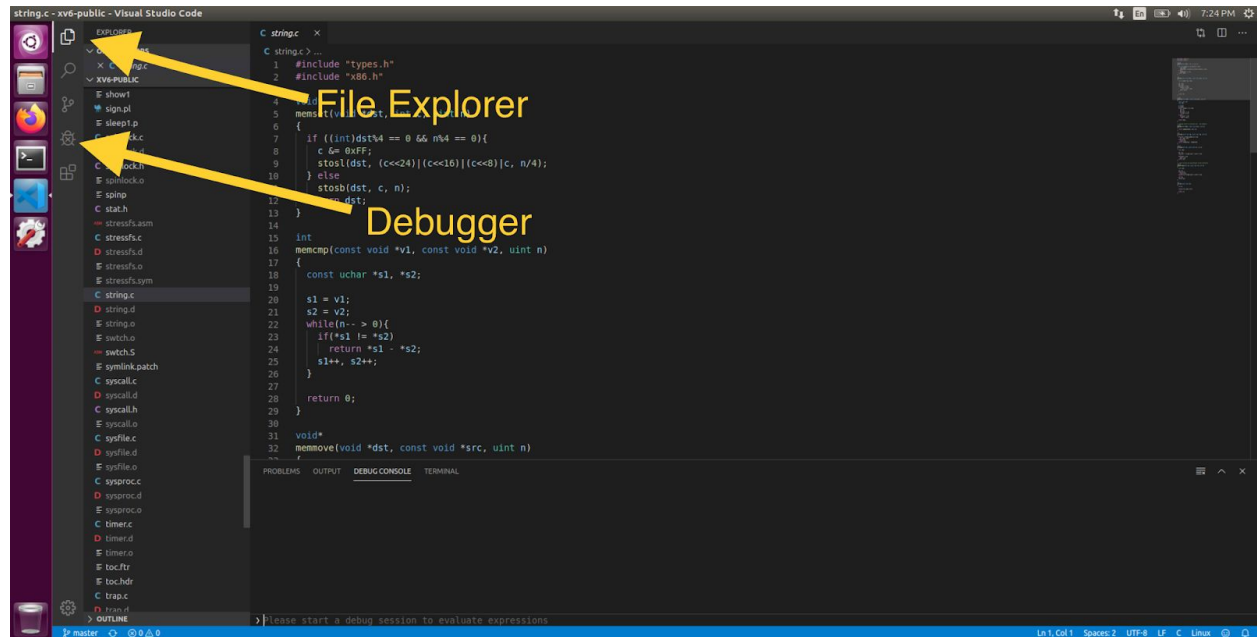 string.c - xv6-public - Visual Studio Code
En
7:24 PM
EXPLORER
XV6-PUBLIC
show1
sign.pl
sleep1.p
spinlock.o
spinp
stat.h
stressfs.asm
stressfs.c
stressfs.d
stressfs.o
stressfs.sym
string.c
string.d
string.o
swtch.o
swtch.S
symlink.patch
syscall.c
syscall.d
syscall.h
syscall.o
sysfile.c
sysfile.d
sysfile.o
sysproc.c
sysproc.d
sysproc.o
timer.c
timer.d
timer.o
toc.ftr
toc.hdr
trap.c
trap.d
OUTLINE
C string.c ×
C string.c > ...
1 #include "types.h"
2 #include "x86.h"
4
5
6 {
7 if ((int)dst%4 == 0 && n%4 == 0){
8 c &= 0xFF;
9 stosl(dst, (c<<24)|(c<<16)|(c<<8)|c, n/4);
10 } else
stosb(dst, c, n);
12 dst;
13 }
14
15 int
16 memcmp(const void *v1, const void *v2, uint n)
17 {
18 const uchar *s1, *s2;
19
20 s1 = v1;
21 s2 = v2;
22 while(n-- > 0){
23 if(*s1 != *s2)
24 return *s1 - *s2;
25 s1++, s2++;
26 }
27
28 return 0;
29 }
30
31 void*
32 memmove(void *dst, const void *src, uint n)
File Explorer
Debugger
PROBLEMS OUTPUT DEBUG CONSOLE TERMINAL
Please start a debug session to evaluate expressions
master 0 0
Ln 1, Col 1 Spaces: 2 UTF-8 LF C Linux